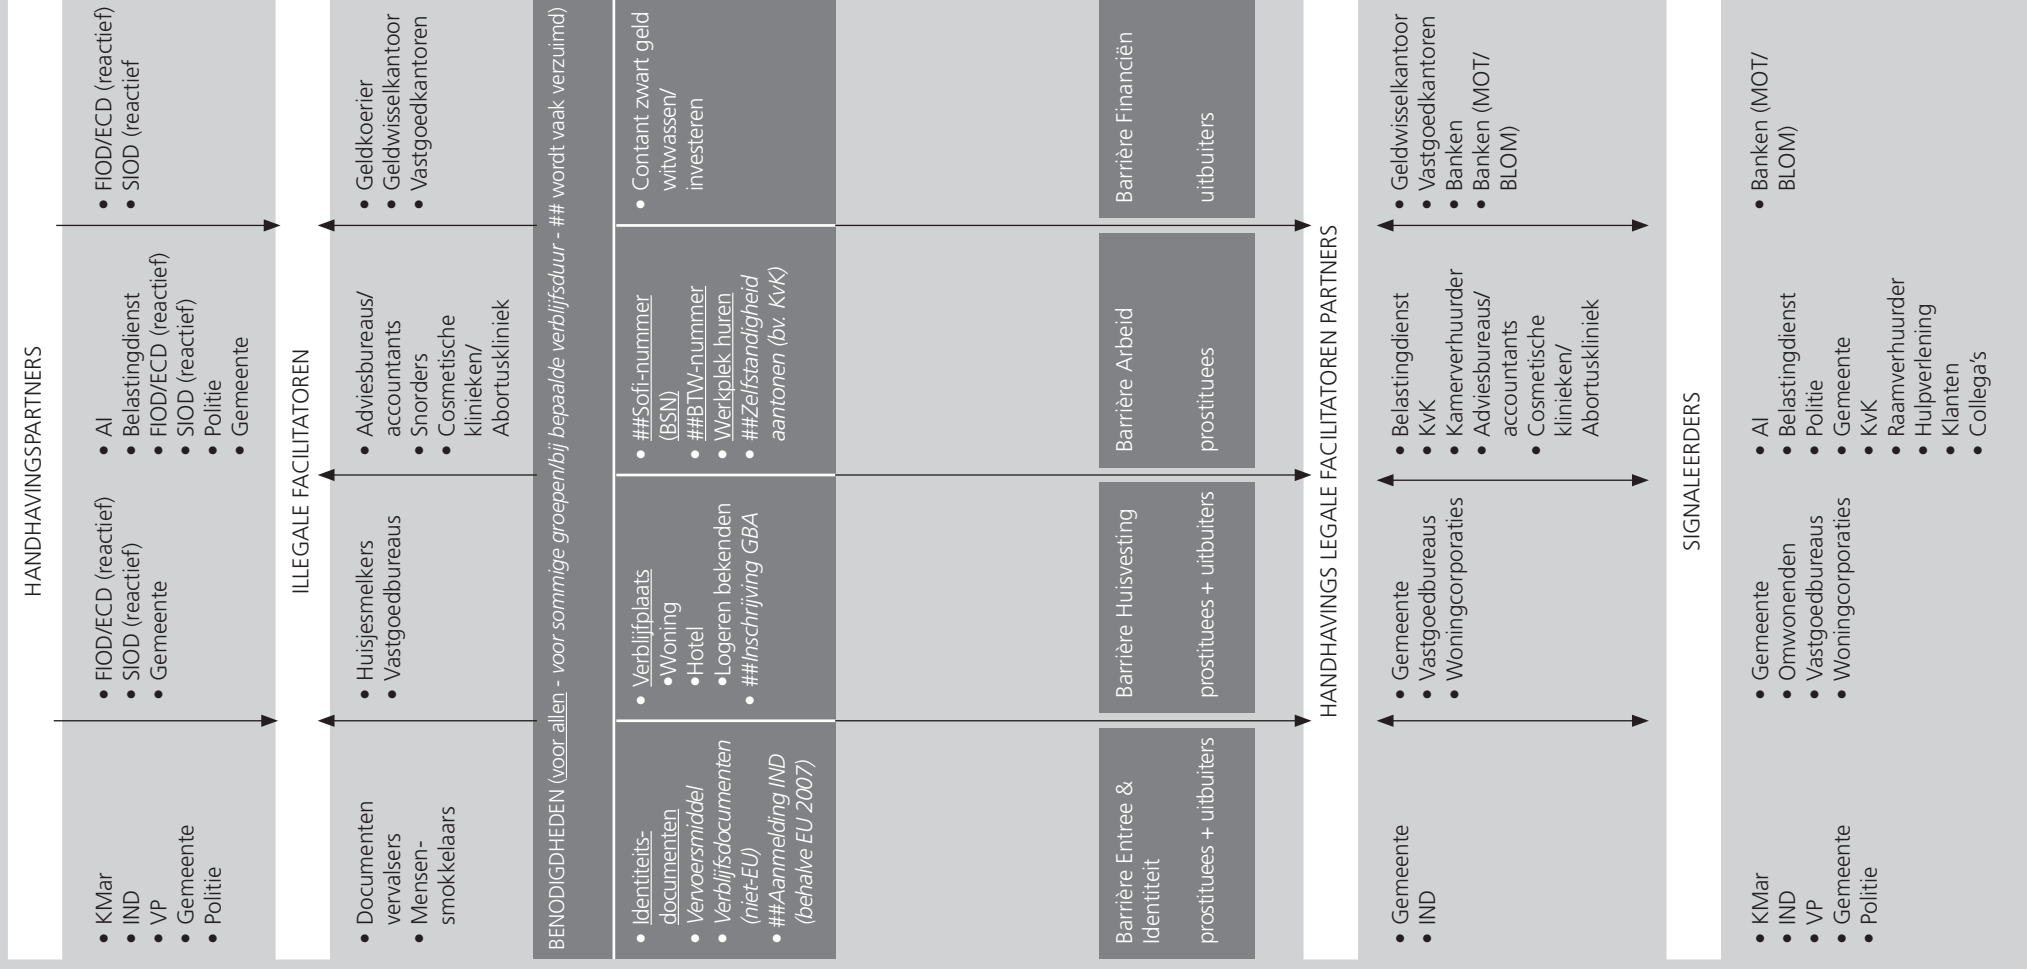 HANDHAVINGSPARTNERS
• KMar
• IND
• VP
• Gemeente
• Politie
• FIOD/ECD (reactief)
• SIOD (reactief)
• Gemeente
• AI
• Belastingdienst
• FIOD/ECD (reactief)
• SIOD (reactief)
• Politie
• Gemeente
• FIOD/ECD (reactief)
• SIOD (reactief
ILLEGALE FACILITATOREN
• Documenten
vervalsers
• Mensen-
smokkelaars
• Huisjesmelkers
• Vastgoedbureaus
• Adviesbureaus/
accountants
• Snorders
• Cosmetische
klinieken/
Abortuskliniek
• Geldkoerier
• Geldwisselkantoor
• Vastgoedkantoren
BENODIGDHEDEN (voor allen - voor sommige groepen/bij bepaalde verblijfsduur - ## wordt vaak verzuimd)
• Identiteits-
documenten
• Vervoersmiddel
• Verblijfsdocumenten
(niet-EU)
• ##Aanmelding IND
(behalve EU 2007)
• Verblijfplaats
•Woning
•Hotel
•Logeren bekenden
• ##Inschrijving GBA
• ##Sofi-nummer
(BSN)
• ##BTW-nummer
• Werkplek huren
• ##Zelfstandigheid
aantonen (bv. KvK)
• Contant zwart geld
witwassen/
investeren
Barrière Entree &
Identiteit
prostituees + uitbuiters
Barrière Huisvesting
prostituees + uitbuiters
Barrière Arbeid
prostituees
Barrière Financiën
uitbuiters
HANDHAVINGS LEGALE FACILITATOREN PARTNERS
• Gemeente
• IND
• Gemeente
• Vastgoedbureaus
• Woningcorporaties
• Belastingdienst
• KvK
• Kamerverhuurder
• Adviesbureaus/
accountants
• Cosmetische
klinieken/
Abortuskliniek
• Geldwisselkantoor
• Vastgoedkantoren
• Banken
• Banken (MOT/
BLOM)
SIGNALEERDERS
• KMar
• IND
• VP
• Gemeente
• Politie
• Gemeente
• Omwonenden
• Vastgoedbureaus
• Woningcorporaties
• AI
• Belastingdienst
• Politie
• Gemeente
• KvK
• Raamverhuurder
• Hulpverlening
• Klanten
• Collega's
• Banken (MOT/
BLOM)